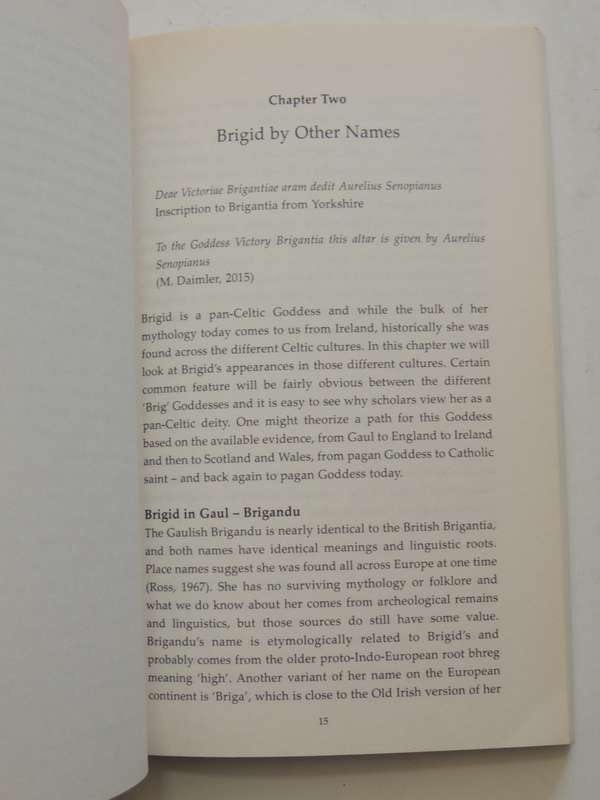 Chapter Two
Brigid by Other Names
Deae Victoriae Brigantiae aram dedit Aurelius Senopianus
Inscription to Brigantia from Yorkshire
To the Goddess Victory Brigantia this altar is given by Aurelius
Senopianus
(M. Daimler, 2015)
Brigid is a pan-Celtic Goddess and while the bulk of her
mythology today comes to us from Ireland, historically she was
found across the different Celtic cultures. In this chapter we will
look at Brigid's appearances in those different cultures. Certain
common feature will be fairly obvious between the different
'Brig' Goddesses and it is easy to see why scholars view her as a
pan-Celtic deity. One might theorize a path for this Goddess
based on the available evidence, from Gaul to England to Ireland
and then to Scotland and Wales, from pagan Goddess to Catholic
saint – and back again to pagan Goddess today.
Brigid in Gaul – Brigandu
The Gaulish Brigandu is nearly identical to the British Brigantia,
and both names have identical meanings and linguistic roots.
Place names suggest she was found all across Europe at one time
(Ross, 1967). She has no surviving mythology or folklore and
what we do know about her comes from archeological remains
and linguistics, but those sources do still have some value.
Brigandu's name is etymologically related to Brigid's and
probably comes from the older proto-Indo-European root bhreg
meaning 'high'. Another variant of her name on the European
continent is 'Briga', which is close to the Old Irish version of her
15